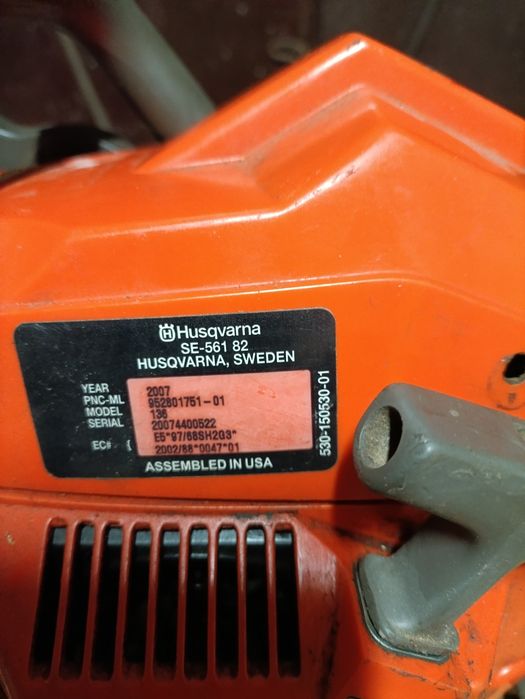 Husqvarna
SE-561 82
HUSQVARNA, SWEDEN
YEAR 2007
PNC-ML 952801751-01
MODEL 136
SERIAL 20074400522
EC# { E5*97/68SH2G3*
2002/88*0047*01
ASSEMBLED IN USA
530-150530-01